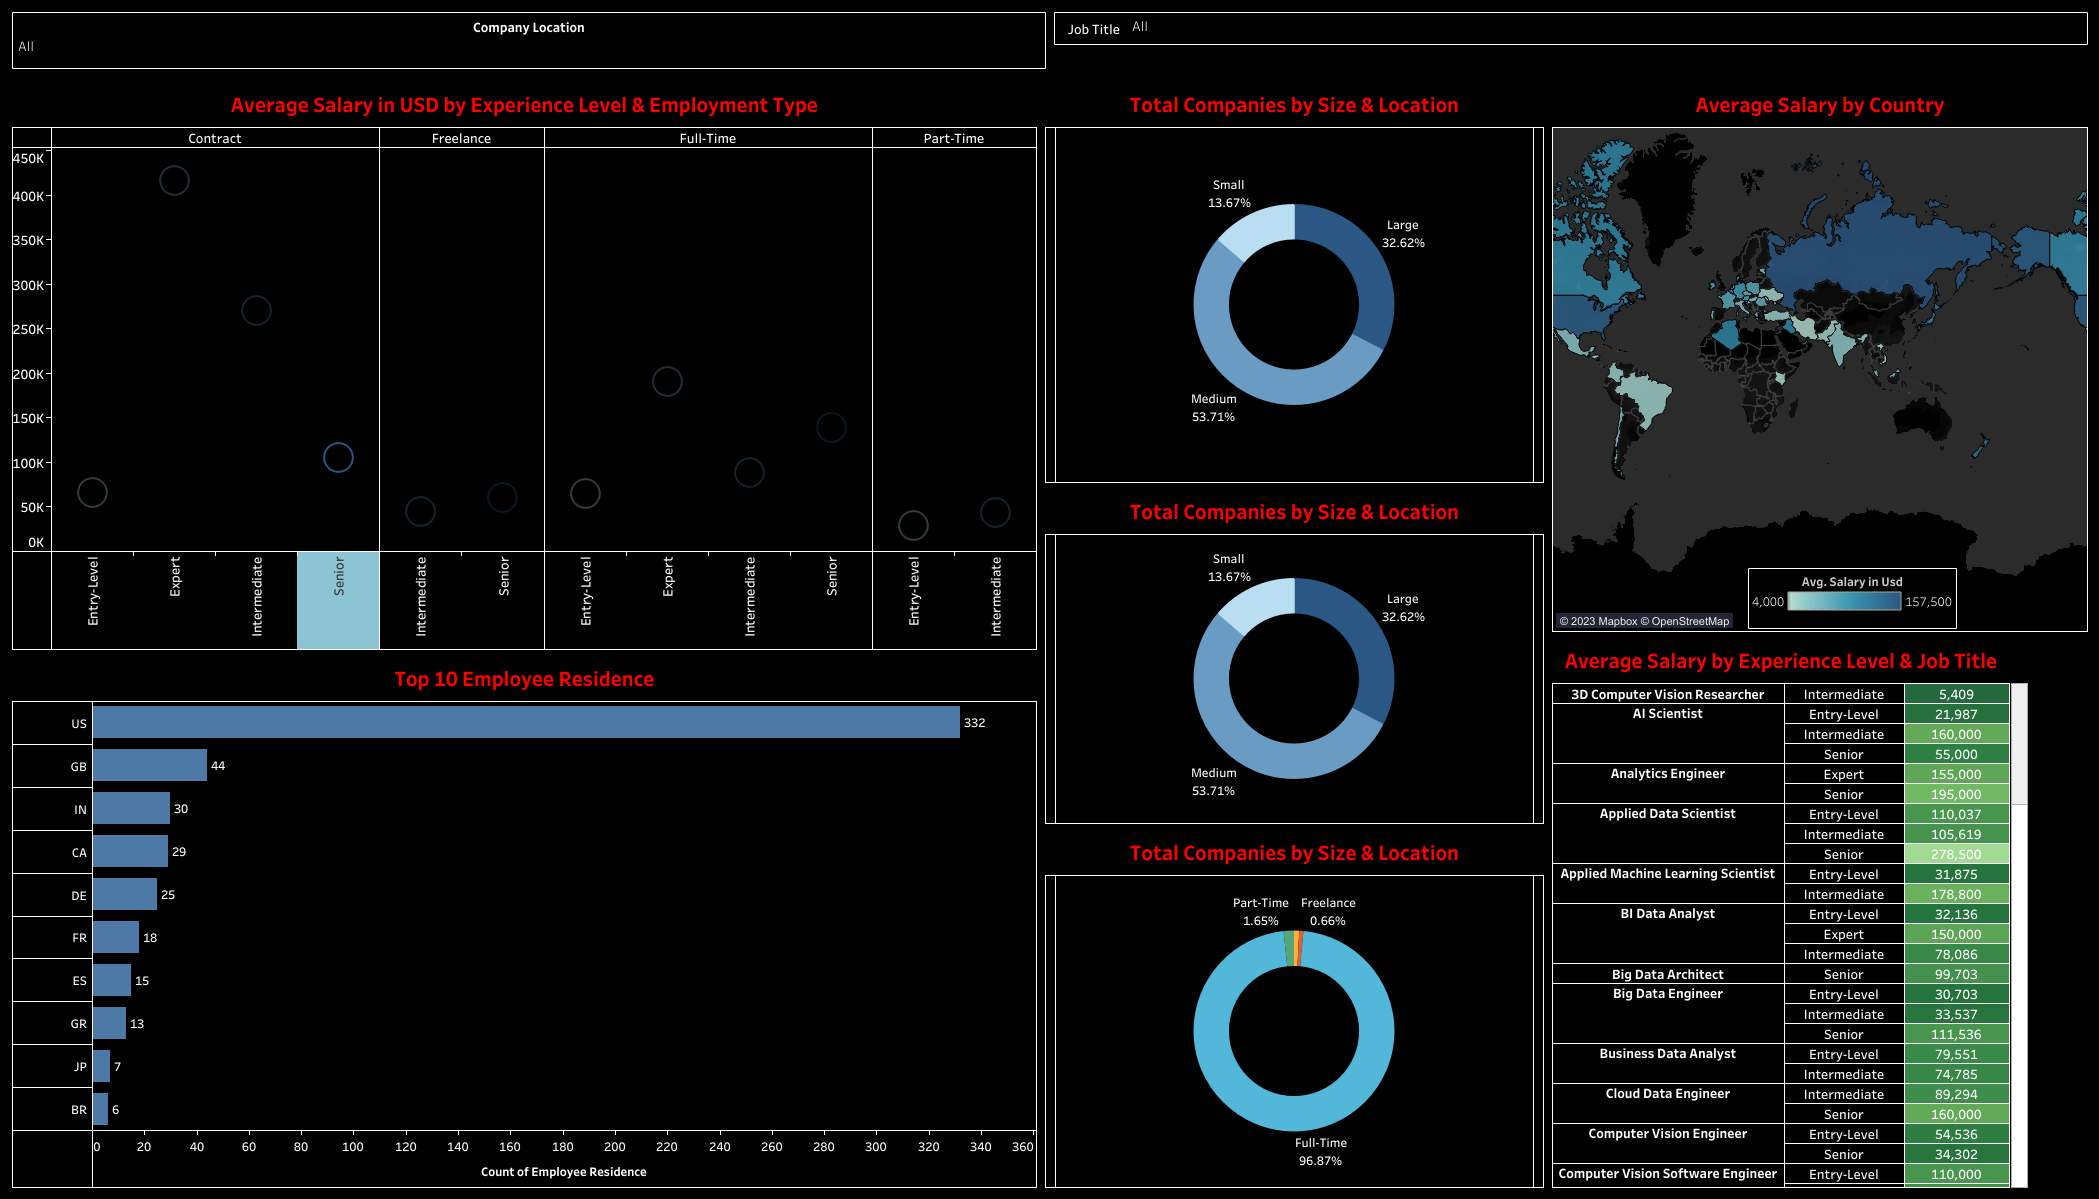 Company Location
All
Job Title All
Average Salary in USD by Experience Level & Employment Type
Contract Freelance Full-Time Part-Time
450K
400K
350K
300K
250K
200K
150K
100K
50K
0K
Entry-Level
Expert
Intermediate
Senior
Intermediate
Senior
Entry-Level
Expert
Intermediate
Senior
Entry-Level
Intermediate
Top 10 Employee Residence
US 332
GB 44
IN 30
CA 29
DE 25
FR 18
ES 15
GR 13
JP 7
BR 6
0 20 40 60 80 100 120 140 160 180 200 220 240 260 280 300 320 340 360
Count of Employee Residence
Total Companies by Size & Location
Small
13.67%
Large
32.62%
Medium
53.71%
Total Companies by Size & Location
Small
13.67%
Large
32.62%
Medium
53.71%
Total Companies by Size & Location
Part-Time
1.65%
Freelance
0.66%
Full-Time
96.87%
Average Salary by Country
Avg. Salary in Usd
4,000 157,500
© 2023 Mapbox © OpenStreetMap
Average Salary by Experience Level & Job Title
3D Computer Vision Researcher Intermediate 5,409
AI Scientist Entry-Level 21,987
Intermediate 160,000
Senior 55,000
Analytics Engineer Expert 155,000
Senior 195,000
Applied Data Scientist Entry-Level 110,037
Intermediate 105,619
Senior 278,500
Applied Machine Learning Scientist Entry-Level 31,875
Intermediate 178,800
BI Data Analyst Entry-Level 32,136
Expert 150,000
Intermediate 78,086
Big Data Architect Senior 99,703
Big Data Engineer Entry-Level 30,703
Intermediate 33,537
Senior 111,536
Business Data Analyst Entry-Level 79,551
Intermediate 74,785
Cloud Data Engineer Intermediate 89,294
Senior 160,000
Computer Vision Engineer Entry-Level 54,536
Senior 34,302
Computer Vision Software Engineer Entry-Level 110,000